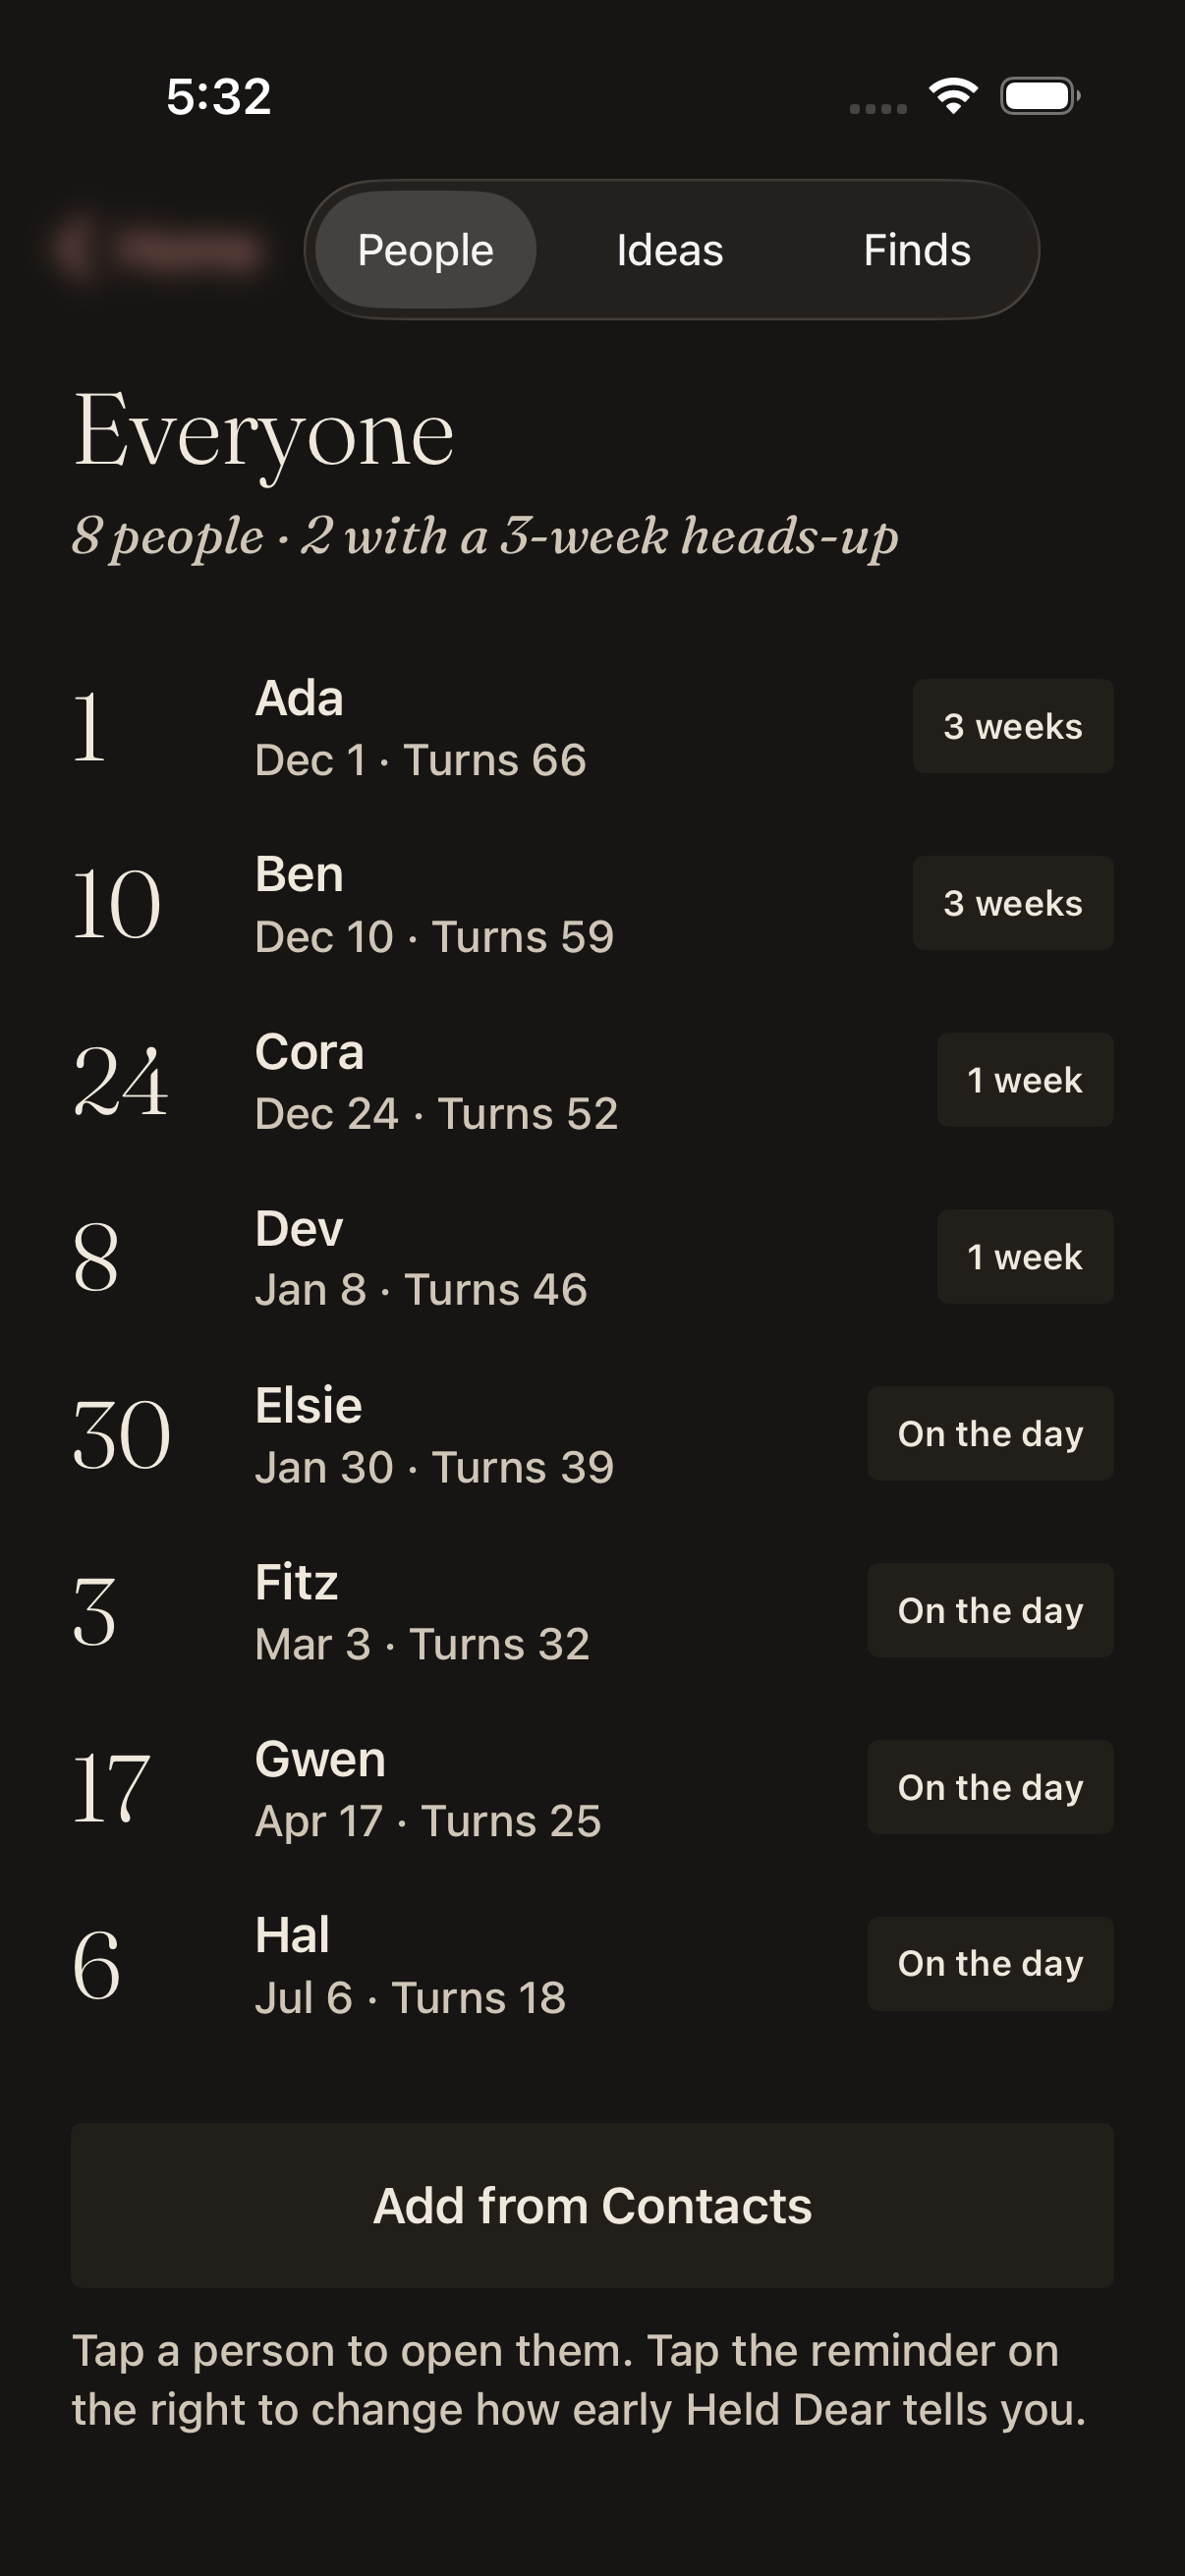 5:32
People Ideas Finds
Everyone
8 people · 2 with a 3-week heads-up
1
Ada
Dec 1 · Turns 66
3 weeks
10
Ben
Dec 10 · Turns 59
3 weeks
24
Cora
Dec 24 · Turns 52
1 week
8
Dev
Jan 8 · Turns 46
1 week
30
Elsie
Jan 30 · Turns 39
On the day
3
Fitz
Mar 3 · Turns 32
On the day
17
Gwen
Apr 17 · Turns 25
On the day
6
Hal
Jul 6 · Turns 18
On the day
Add from Contacts
Tap a person to open them. Tap the reminder on
the right to change how early Held Dear tells you.